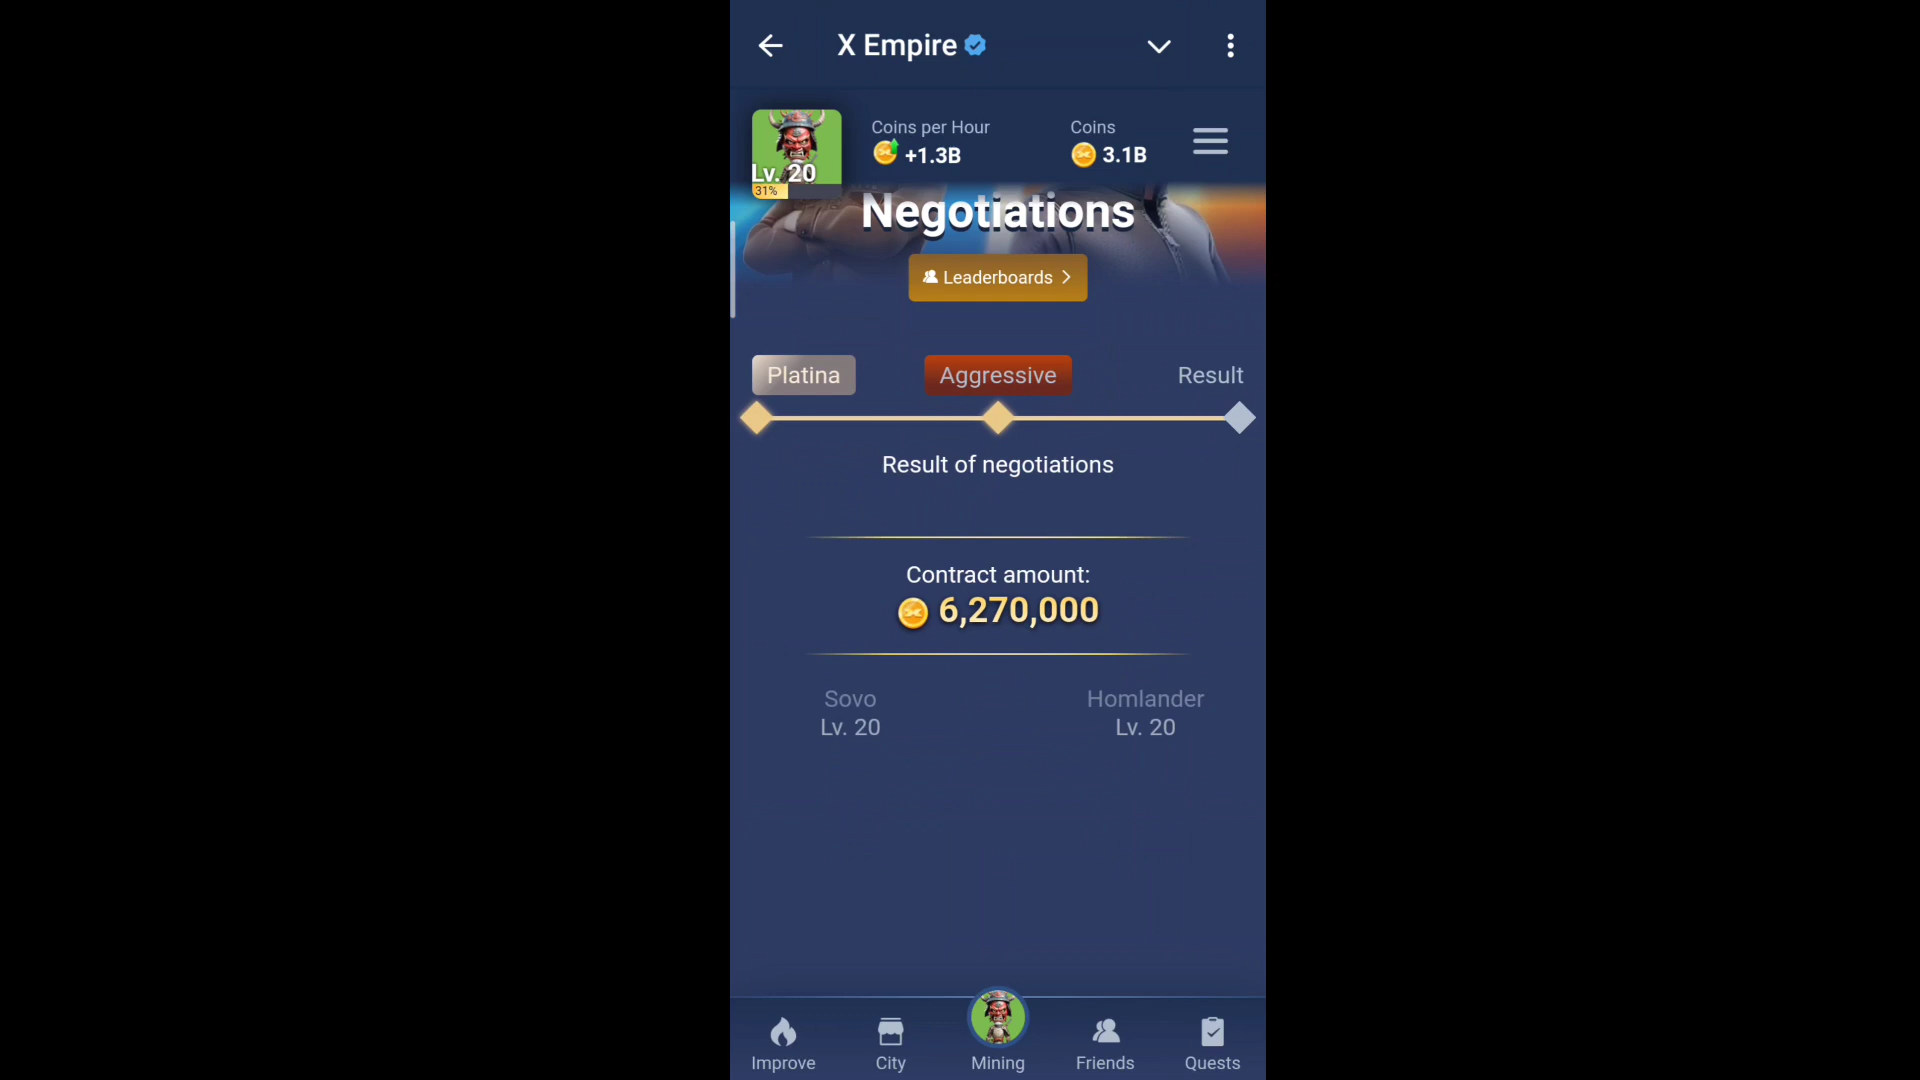 X Empire
Coins per Hour
+1.3B
Coins
3.1B
Lv. 20
31%
Negotiations
Leaderboards
Platina
Aggressive
Result
Result of negotiations
Contract amount:
6,270,000
Sovo
Lv. 20
Homlander
Lv. 20
Improve
City
Mining
Friends
Quests